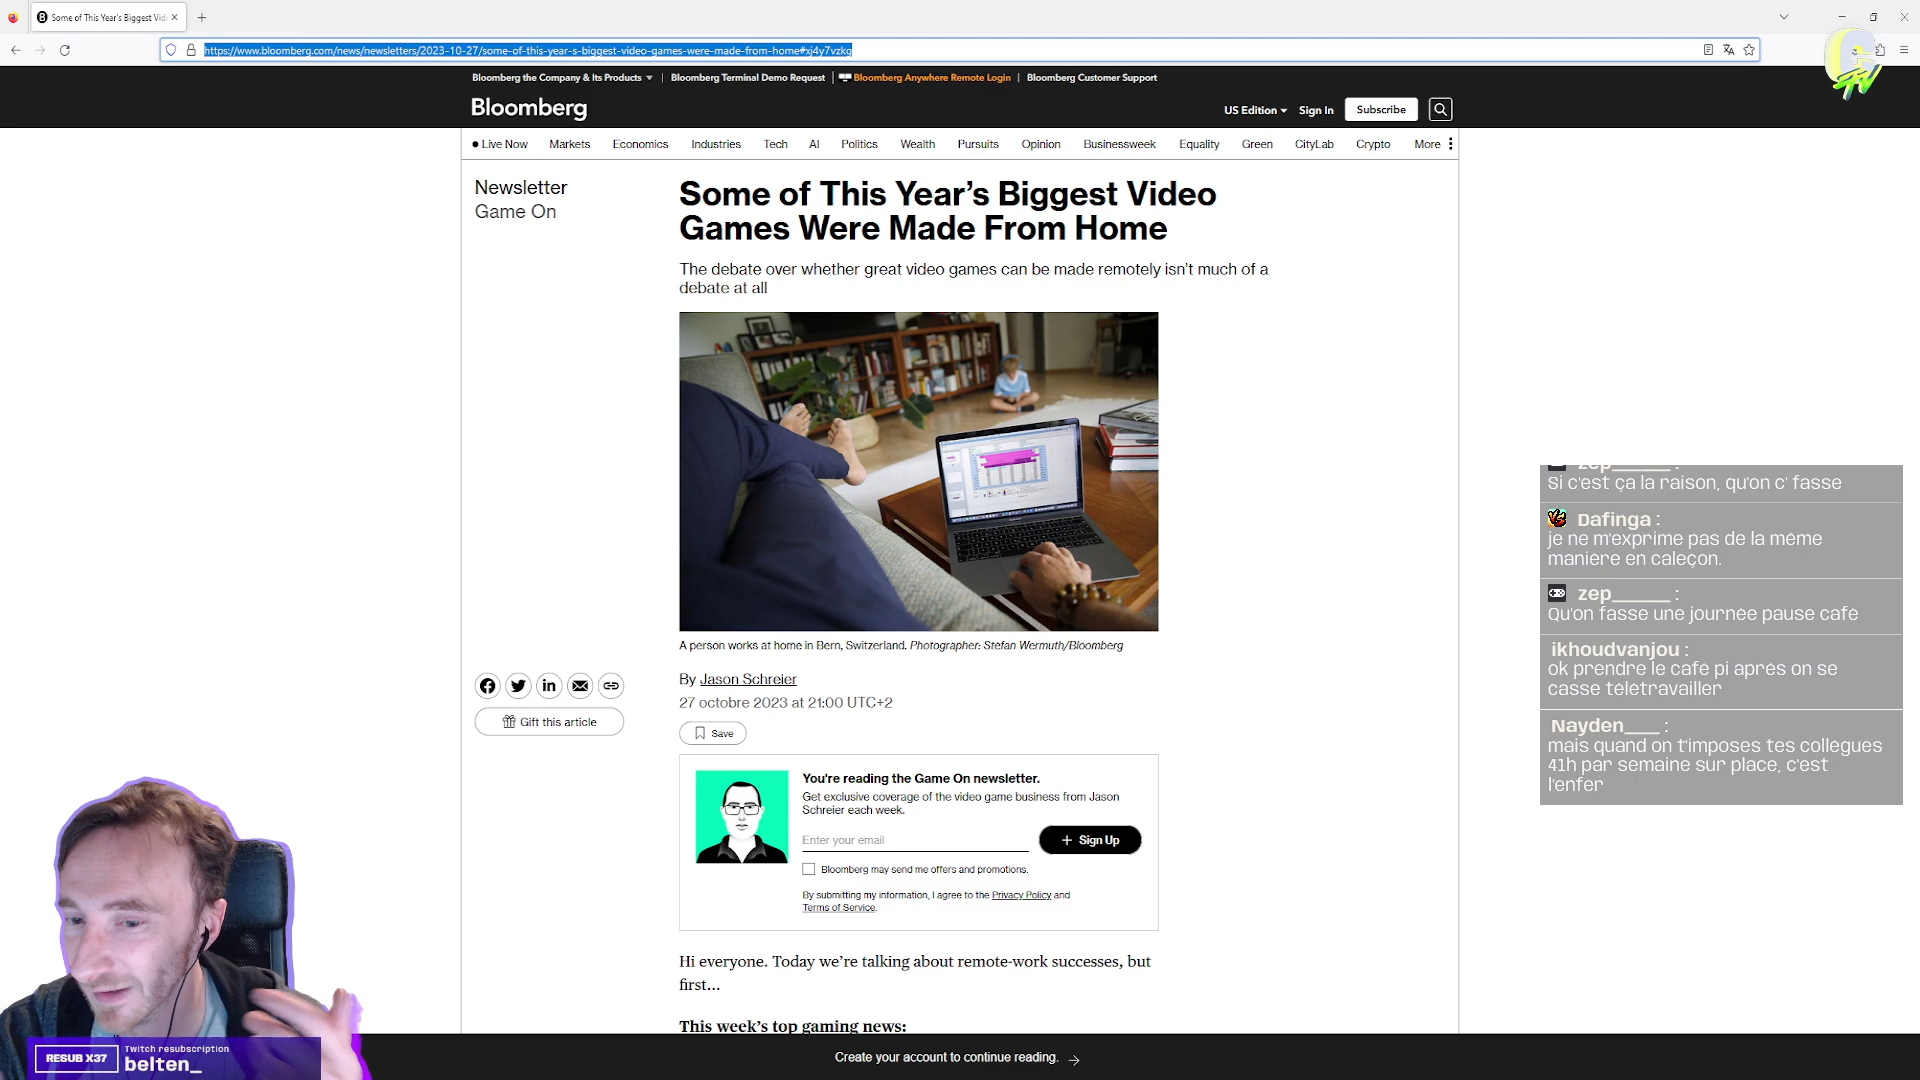 Some of This Year's Biggest Vid
https://www.bloomberg.com/news/newsletters/2023-10-27/some-of-this-year-s-biggest-video-games-were-made-from-home#xj4y7vzkg
Bloomberg the Company & Its Products
Bloomberg Terminal Demo Request
Bloomberg Anywhere Remote Login
Bloomberg Customer Support
Bloomberg
US Edition
Sign In
Subscribe
Live Now
Markets
Economics
Industries
Tech
AI
Politics
Wealth
Pursuits
Opinion
Businessweek
Equality
Green
CityLab
Crypto
More
Newsletter
Game On
Some of This Year's Biggest Video
Games Were Made From Home
The debate over whether great video games can be made remotely isn't much of a
debate at all
A person works at home in Bern, Switzerland. Photographer: Stefan Wermuth/Bloomberg
By Jason Schreier
27 octobre 2023 at 21:00 UTC+2
Gift this article
Save
You're reading the Game On newsletter.
Get exclusive coverage of the video game business from Jason
Schreier each week.
Enter your email
+ Sign Up
Bloomberg may send me offers and promotions.
By submitting my information, I agree to the Privacy Policy and
Terms of Service.
Hi everyone. Today we're talking about remote-work successes, but
first...
This week's top gaming news:
Create your account to continue reading.
zep_____ :
Si c'est ça la raison, qu'on c' fasse
Dafinga :
je ne m'exprime pas de la même
manière en caleçon.
zep_____ :
Qu'on fasse une journée pause café
ikhoudvanjou :
ok prendre le café pi après on se
casse télétravailler
Nayden___ :
mais quand on t'imposes tes collègues
41h par semaine sur place, c'est
l'enfer
TV
RESUB X37
Twitch resubscription
belten_